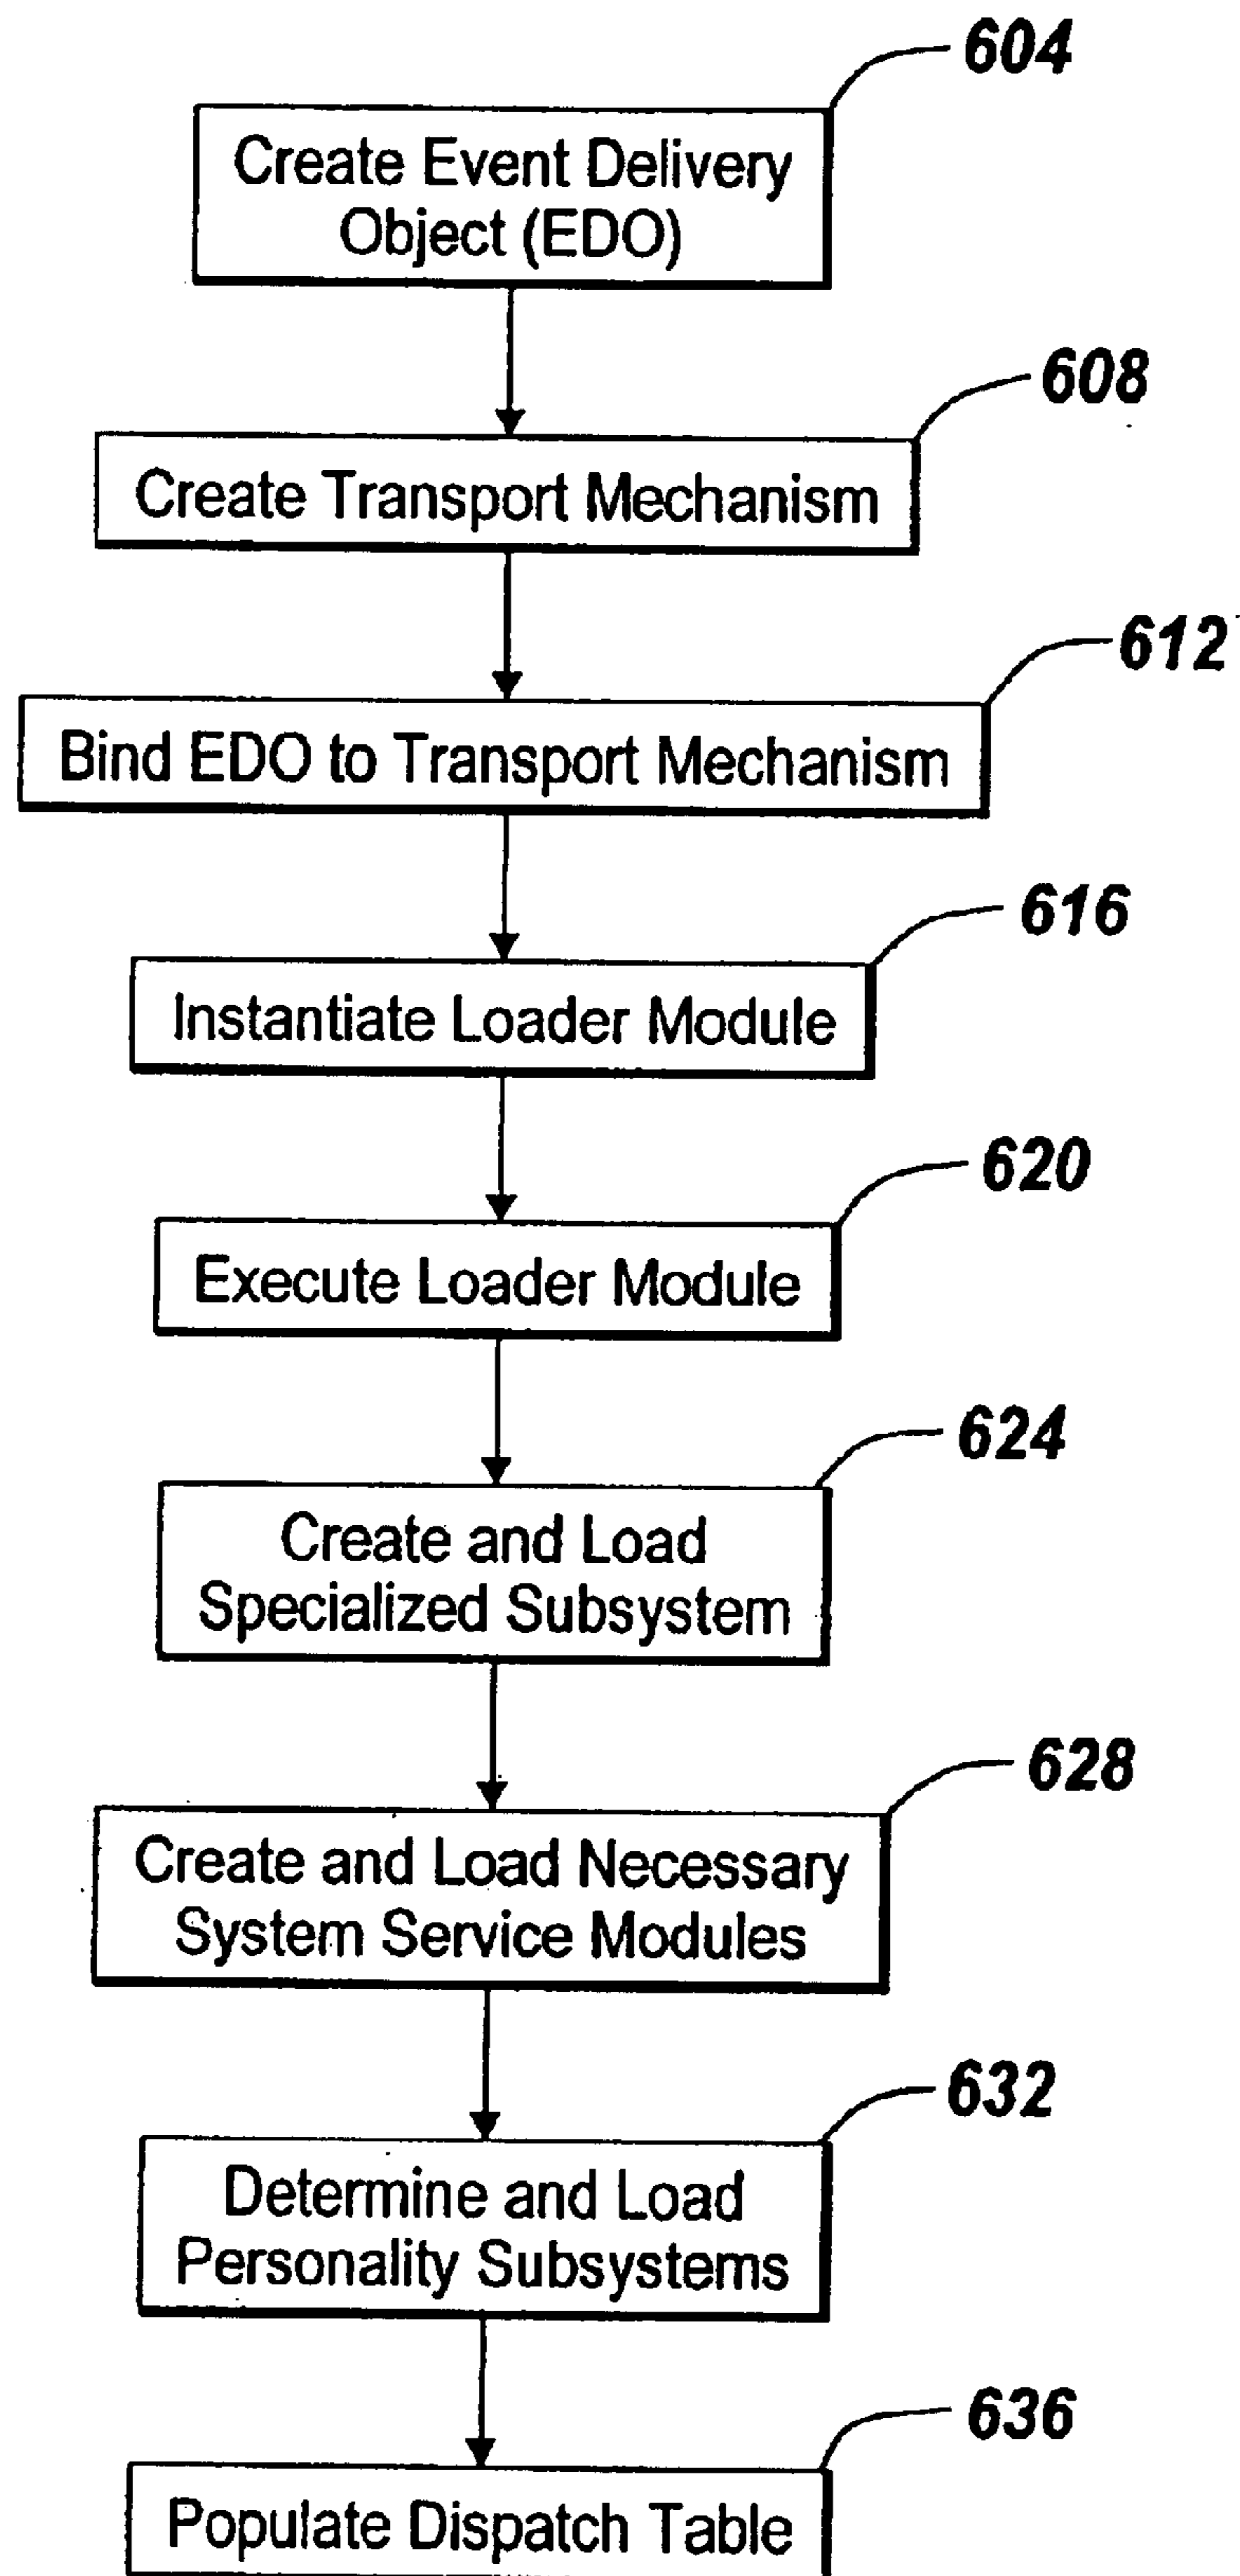 604
Create Event Delivery
Object (EDO)
608
Create Transport Mechanism
612
Bind EDO to Transport Mechanism
616
Instantiate Loader Module
620
Execute Loader Module
624
Create and Load
Specialized Subsystem
628
Create and Load Necessary
System Service Modules
632
Determine and Load
Personality Subsystems
636
Populate Dispatch Table